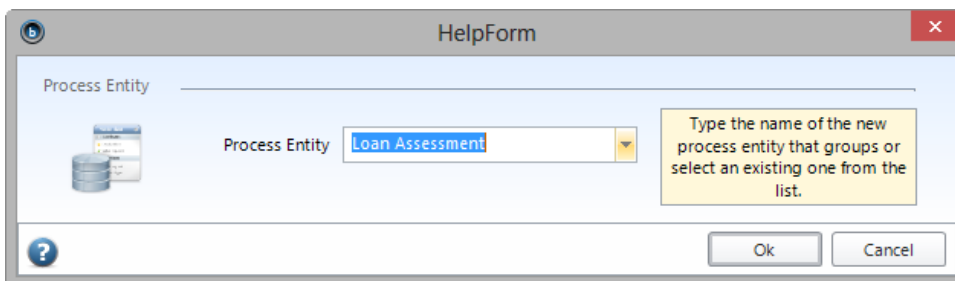 HelpForm
Process Entity
Process Entity Loan Assessment
Type the name of the new
process entity that groups or
select an existing one from the
list.
Ok Cancel